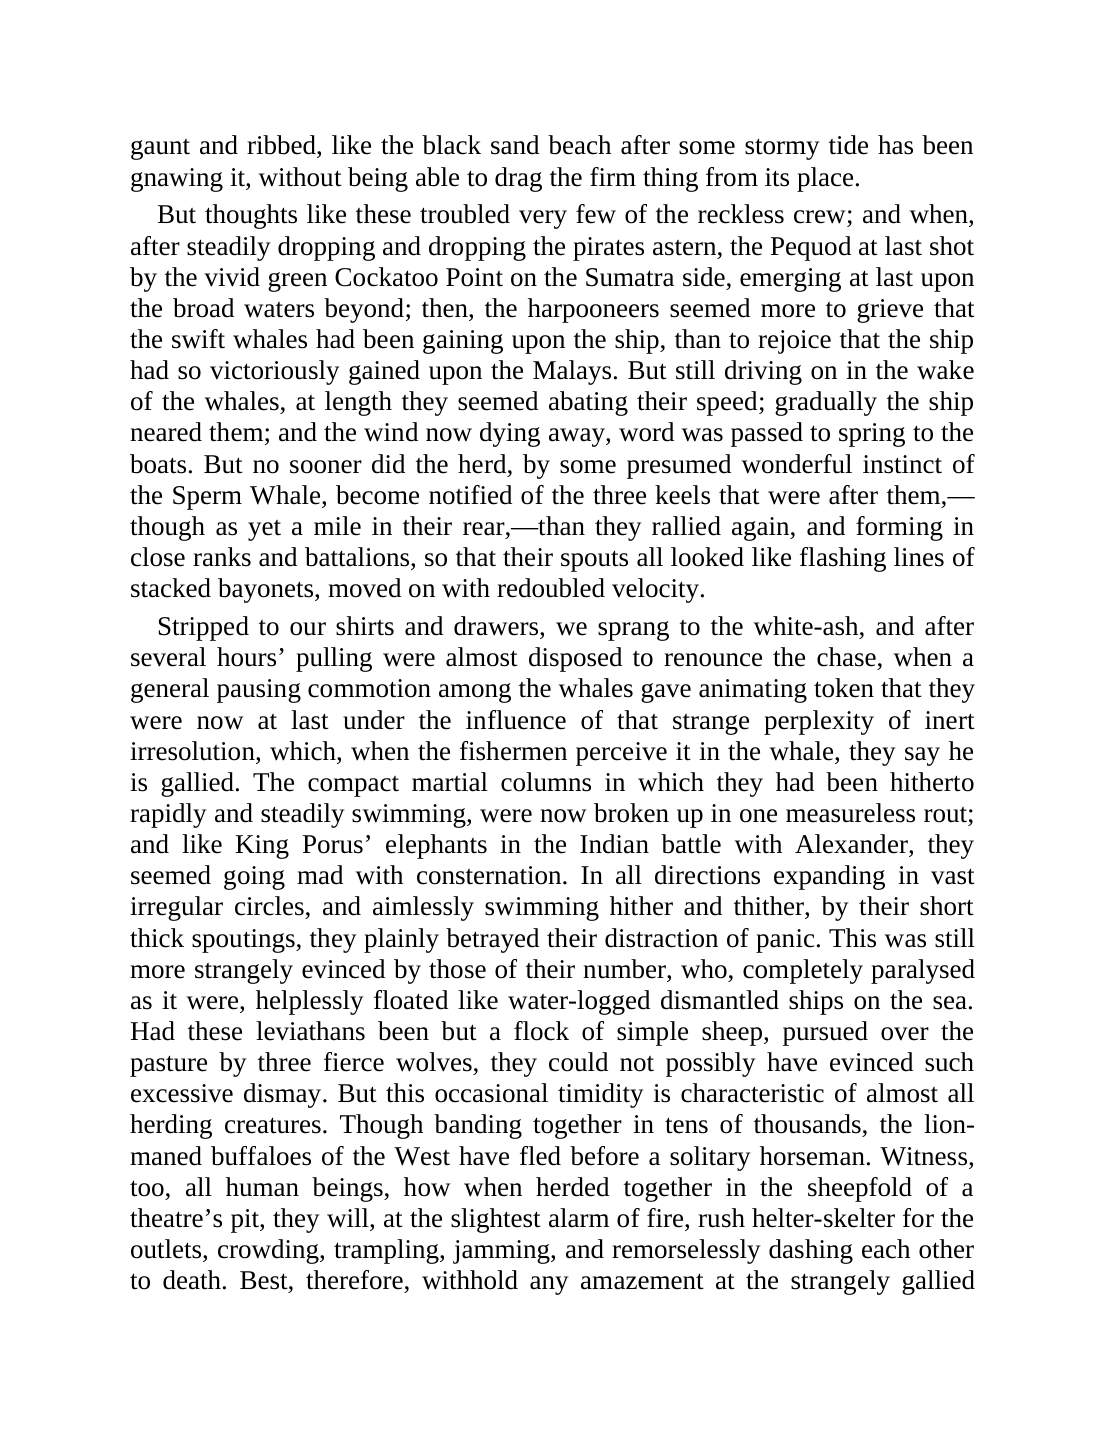 gaunt and ribbed, like the black sand beach after some stormy tide has been
gnawing it, without being able to drag the firm thing from its place.
But thoughts like these troubled very few of the reckless crew; and when,
after steadily dropping and dropping the pirates astern, the Pequod at last shot
by the vivid green Cockatoo Point on the Sumatra side, emerging at last upon
the broad waters beyond; then, the harpooneers seemed more to grieve that
the swift whales had been gaining upon the ship, than to rejoice that the ship
had so victoriously gained upon the Malays. But still driving on in the wake
of the whales, at length they seemed abating their speed; gradually the ship
neared them; and the wind now dying away, word was passed to spring to the
boats. But no sooner did the herd, by some presumed wonderful instinct of
the Sperm Whale, become notified of the three keels that were after them,—
though as yet a mile in their rear,—than they rallied again, and forming in
close ranks and battalions, so that their spouts all looked like flashing lines of
stacked bayonets, moved on with redoubled velocity.
Stripped to our shirts and drawers, we sprang to the white-ash, and after
several hours’ pulling were almost disposed to renounce the chase, when a
general pausing commotion among the whales gave animating token that they
were now at last under the influence of that strange perplexity of inert
irresolution, which, when the fishermen perceive it in the whale, they say he
is gallied. The compact martial columns in which they had been hitherto
rapidly and steadily swimming, were now broken up in one measureless rout;
and like King Porus’ elephants in the Indian battle with Alexander, they
seemed going mad with consternation. In all directions expanding in vast
irregular circles, and aimlessly swimming hither and thither, by their short
thick spoutings, they plainly betrayed their distraction of panic. This was still
more strangely evinced by those of their number, who, completely paralysed
as it were, helplessly floated like water-logged dismantled ships on the sea.
Had these leviathans been but a flock of simple sheep, pursued over the
pasture by three fierce wolves, they could not possibly have evinced such
excessive dismay. But this occasional timidity is characteristic of almost all
herding creatures. Though banding together in tens of thousands, the lion-
maned buffaloes of the West have fled before a solitary horseman. Witness,
too, all human beings, how when herded together in the sheepfold of a
theatre’s pit, they will, at the slightest alarm of fire, rush helter-skelter for the
outlets, crowding, trampling, jamming, and remorselessly dashing each other
to death. Best, therefore, withhold any amazement at the strangely gallied